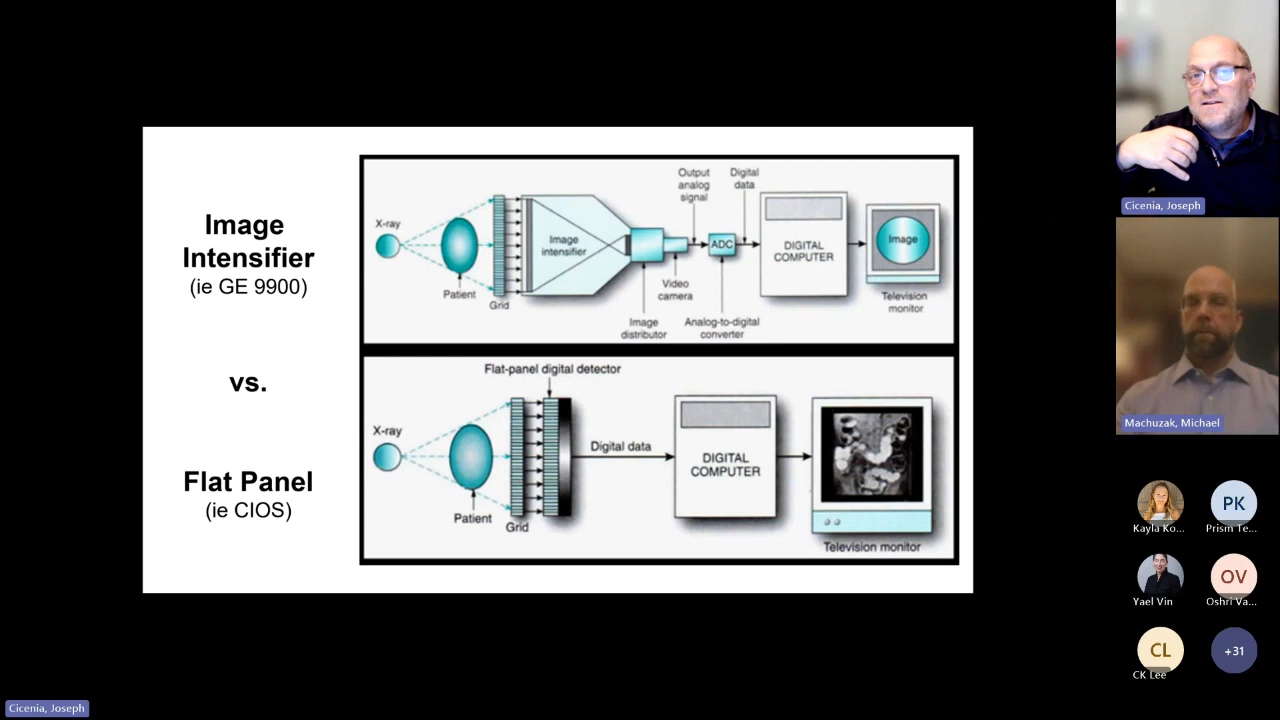 Image
Intensifier
(ie GE 9900)
vs.
Flat Panel
(ie CIOS)
X-ray
Patient
Grid
Image
intensifier
Image
distributor
Video
camera
Output
analog
signal
ADC
Analog-to-digital
converter
Digital
data
DIGITAL
COMPUTER
Image
Television
monitor
Flat-panel digital detector
X-ray
Patient
Grid
Digital data
DIGITAL
COMPUTER
Television monitor
Cicenia, Joseph
Machuzak, Michael
Kayla Ko...
PK
Prism Te...
Yael Vin
OV
Oshri Va...
CL
CK Lee
+31
Cicenia, Joseph